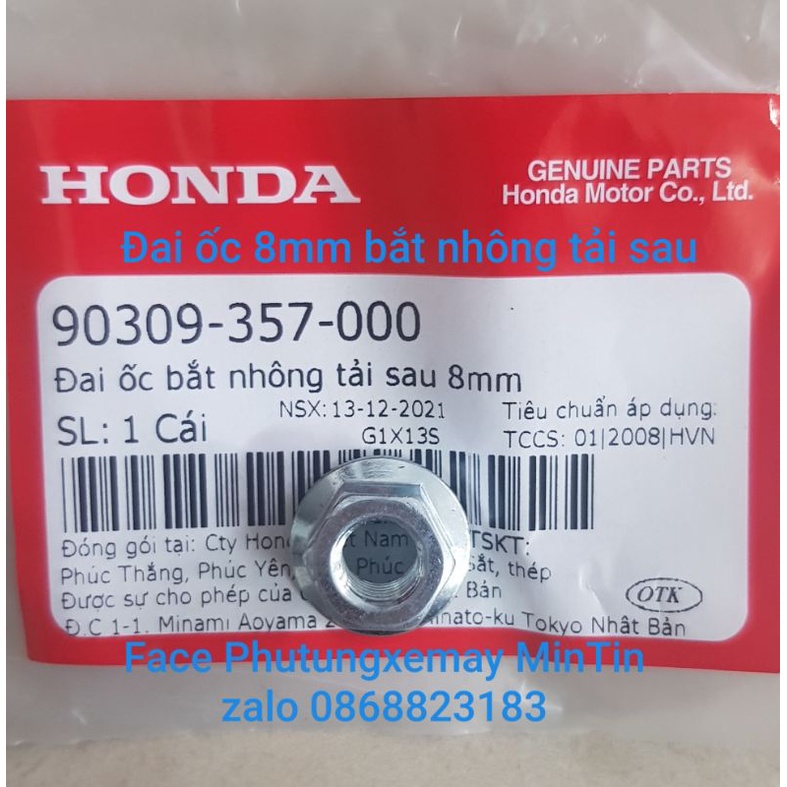 HONDA
GENUINE PARTS
Honda Motor Co., Ltd.
Đai ốc 8mm bắt nhông tải sau
90309-357-000
Đai ốc bắt nhông tải sau 8mm
NSX: 13-12-2021
Tiêu chuẩn áp dụng:
SL: 1 Cái
G1X13S
TCCS: 01|2008|HVN
Đóng gói tại: Cty Hon t Nam TSKT:
Phúc Thắng, Phúc Yên, Phúc Sắt, thép
Được sự cho phép của Bản
Đ.C 1-1. Minami Aoyama Minato-ku Tokyo Nhật Bản
OTK
Face Phutungxemay MinTin
zalo 0868823183